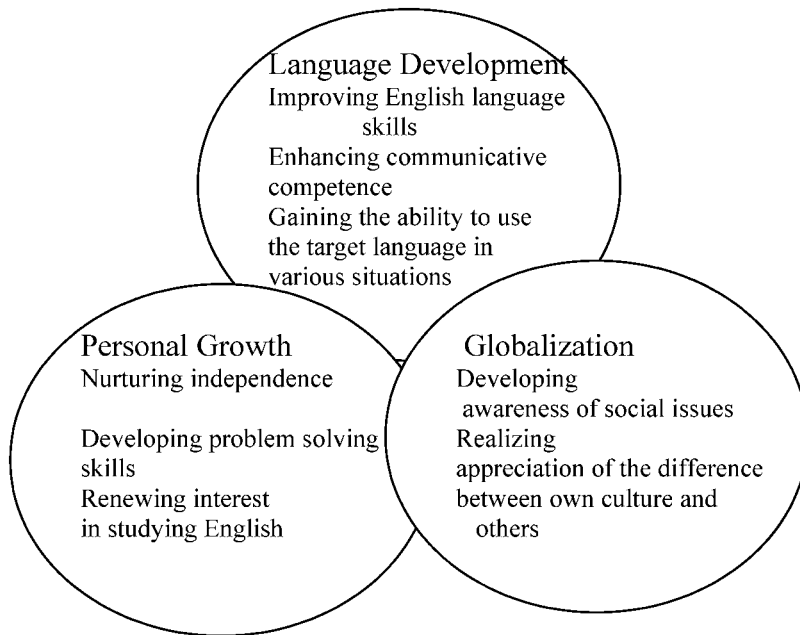 Language Development
Improving English language
skills
Enhancing communicative
competence
Gaining the ability to use
the target language in
various situations
Personal Growth
Nurturing independence
Developing problem solving
skills
Renewing interest
in studying English
Globalization
Developing
awareness of social issues
Realizing
appreciation of the difference
between own culture and
others